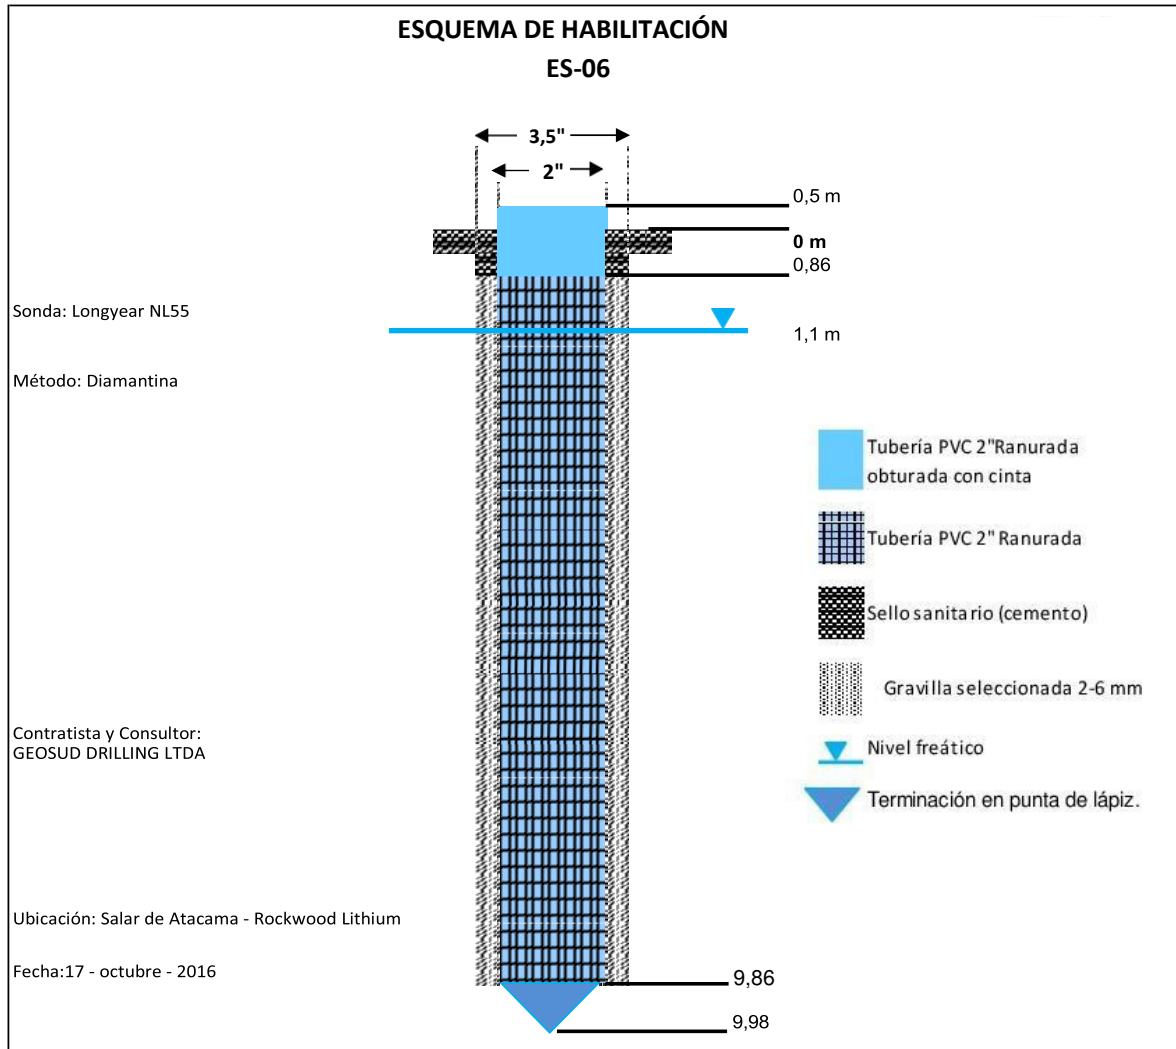 ESQUEMA DE HABILITACIÓN
ES-06
3,5"
2"
0,5 m
0 m
0,86
Sonda: Longyear NL55
1,1 m
Método: Diamantina
Tubería PVC 2"Ranurada
obturada con cinta
Tubería PVC 2" Ranurada
Sello sanitario (cemento)
Gravilla seleccionada 2-6 mm
Contratista y Consultor:
GEOSUD DRILLING LTDA
Nivel freático
Terminación en punta de lápiz.
Ubicación: Salar de Atacama - Rockwood Lithium
Fecha:17 - octubre - 2016
9,86
9,98